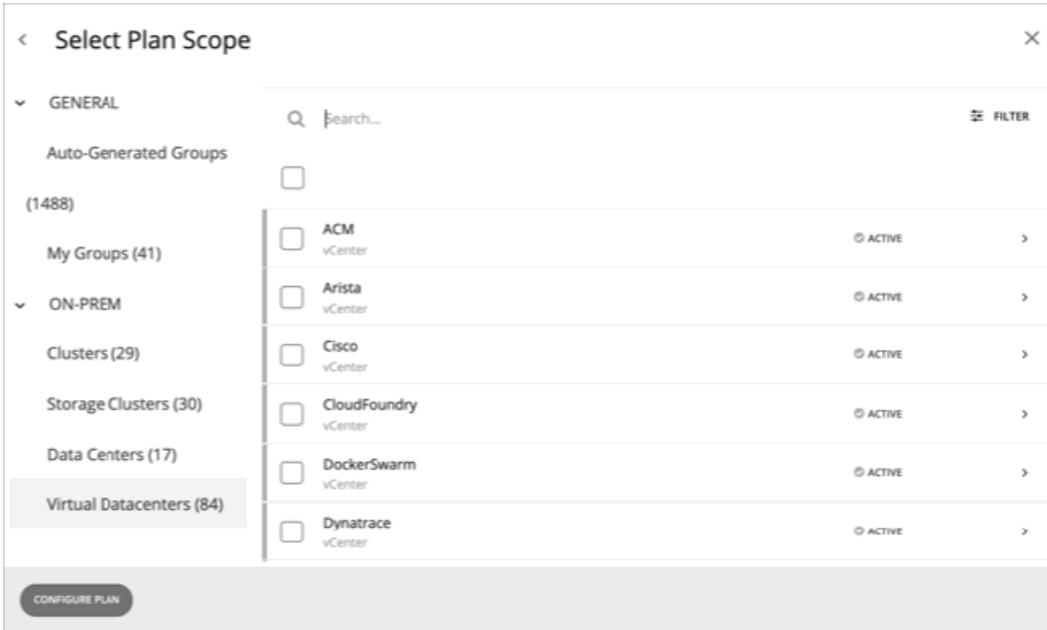 Select Plan Scope
GENERAL
Auto-Generated Groups
(1488)
My Groups (41)
ON-PREM
Clusters (29)
Storage Clusters (30)
Data Centers (17)
Virtual Datacenters (84)
Search...
FILTER
ACM
vCenter
ACTIVE
Arista
vCenter
ACTIVE
Cisco
vCenter
ACTIVE
CloudFoundry
vCenter
ACTIVE
DockerSwarm
vCenter
ACTIVE
Dynatrace
vCenter
ACTIVE
CONFIGURE PLAN